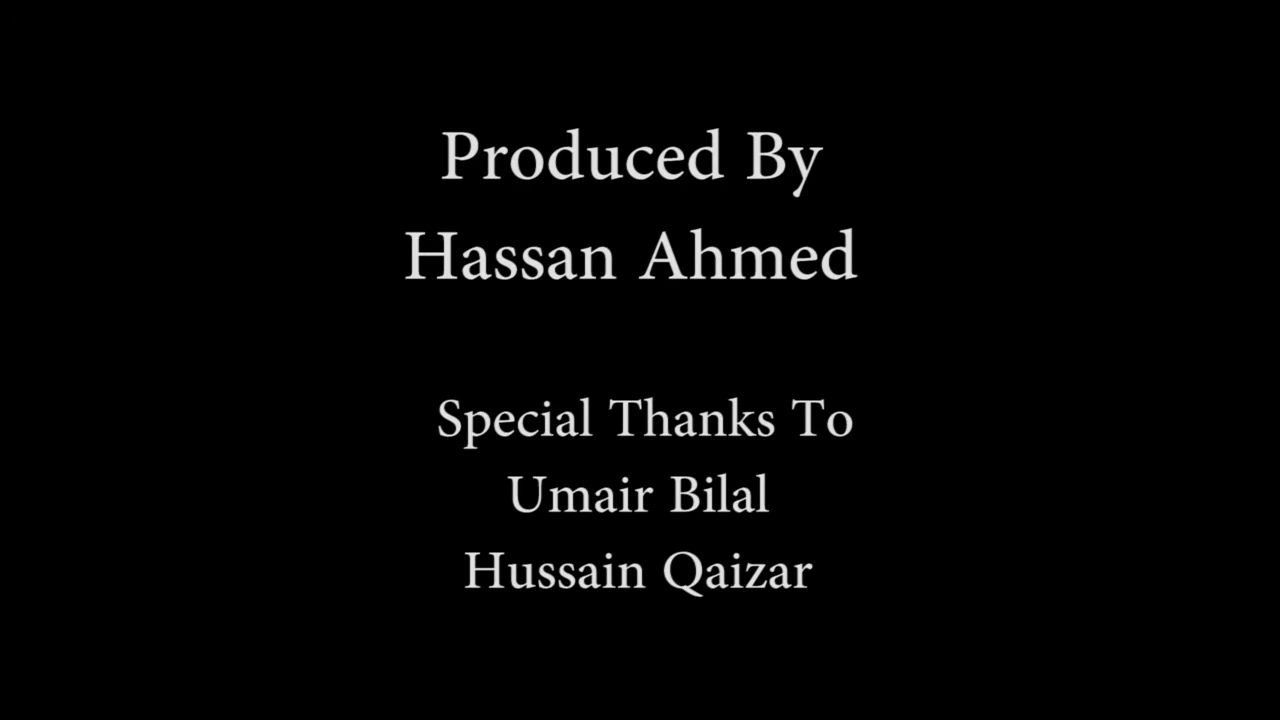 Produced By
Hassan Ahmed
Special Thanks To
Umair Bilal
Hussain Qaizar